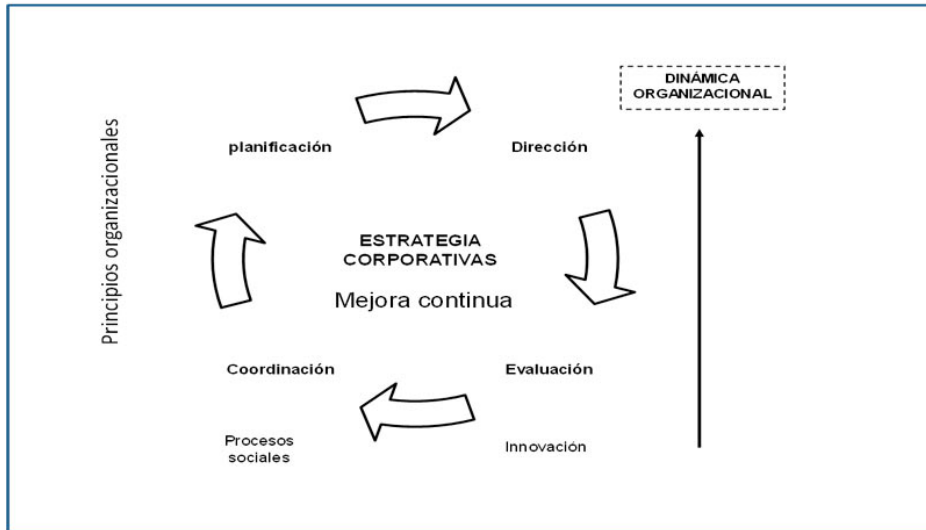 DINÁMICA
ORGANIZACIONAL
planificación
Dirección
Principios organizacionales
ESTRATEGIA
CORPORATIVAS
Mejora continua
Coordinación
Evaluación
Procesos
sociales
Innovación